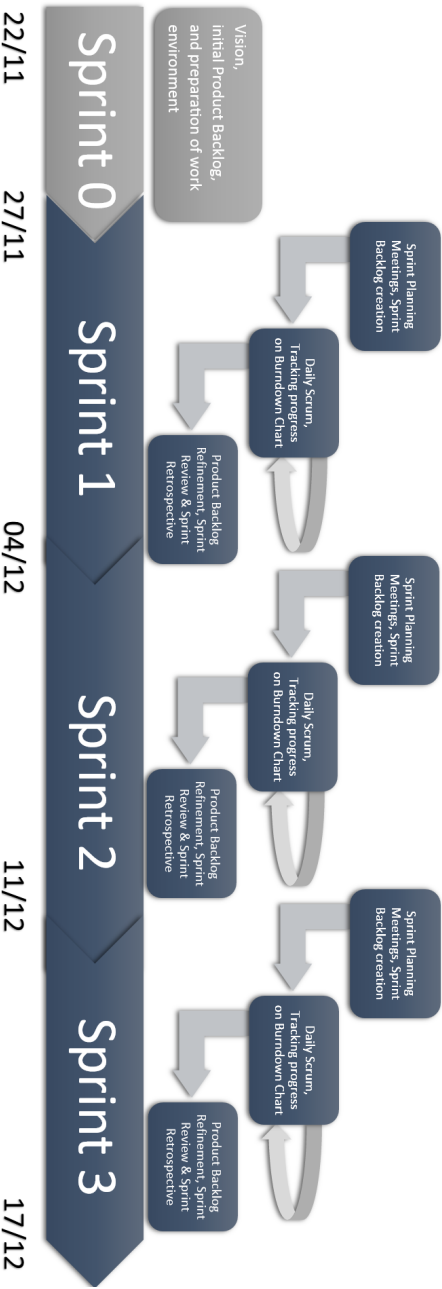 Sprint Planning
Meetings, Sprint
Backlog creation
Sprint Planning
Meetings, Sprint
Backlog creation
Sprint Planning
Meetings, Sprint
Backlog creation
Daily Scrum,
Tracking progress
on Burndown Chart
Daily Scrum,
Tracking progress
on Burndown Chart
Daily Scrum,
Tracking progress
on Burndown Chart
Vision,
initial Product Backlog,
and preparation of work
environment
Product Backlog
Refinement, Sprint
Review & Sprint
Retrospective
Product Backlog
Refinement, Sprint
Review & Sprint
Retrospective
Product Backlog
Refinement, Sprint
Review & Sprint
Retrospective
Sprint 0
Sprint 1
Sprint 2
Sprint 3
22/11
27/11
04/12
11/12
17/12